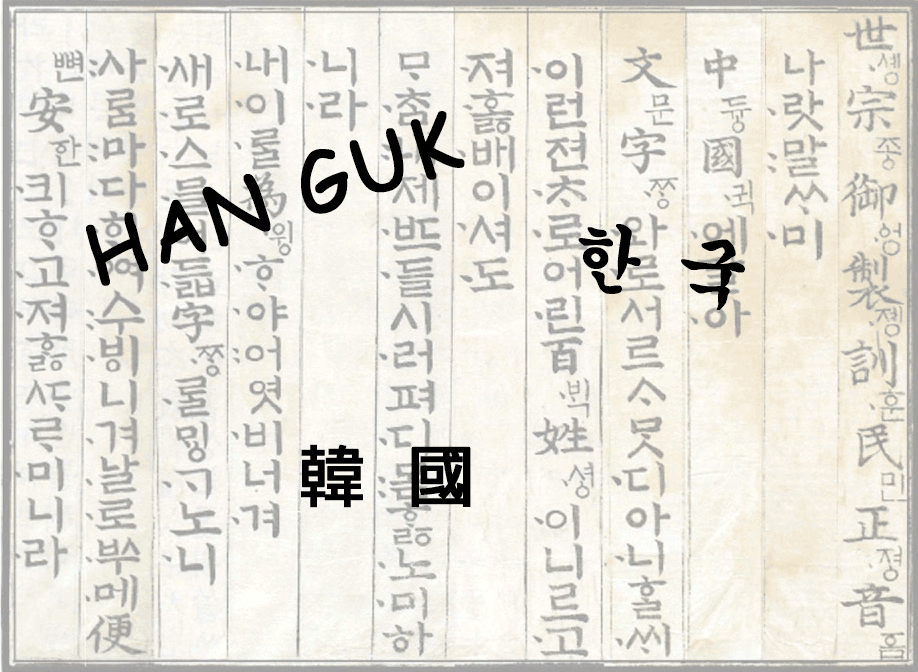 世솅宗종御ᅌᅥᆼ製졩訓훈民민正졍音ᅙᅳᆷ
나랏말ᄊᆞ미
中듕國귁에달아
文문字ᄍᆞᆼ와로서르ᄉᆞᄆᆞᆺ디아니ᄒᆞᆯᄊᆡ
이런젼ᄎᆞ로어린百ᄇᆡᆨ姓셩이니르고
져호ᇙ배이셔도
ᄆᆞᄎᆞᆷ내제ᄠᅳ들시러펴디몯ᄒᆞᇙ노미하
니라
내이ᄅᆞᆯ爲윙ᄒᆞ야어엿비너겨
새로스믈여듧字ᄍᆞᆼᄅᆞᆯᄆᆡᇰᄀᆞ노니
사ᄅᆞᆷ마다ᄒᆡᅇᅧ수ᄫᅵ니겨날로ᄡᅮ메便
뼌安ᅙᅡᆫ킈ᄒᆞ고져ᄒᆞᇙᄯᆞᄅᆞ미니라
HAN GUK
한 국
韓 國